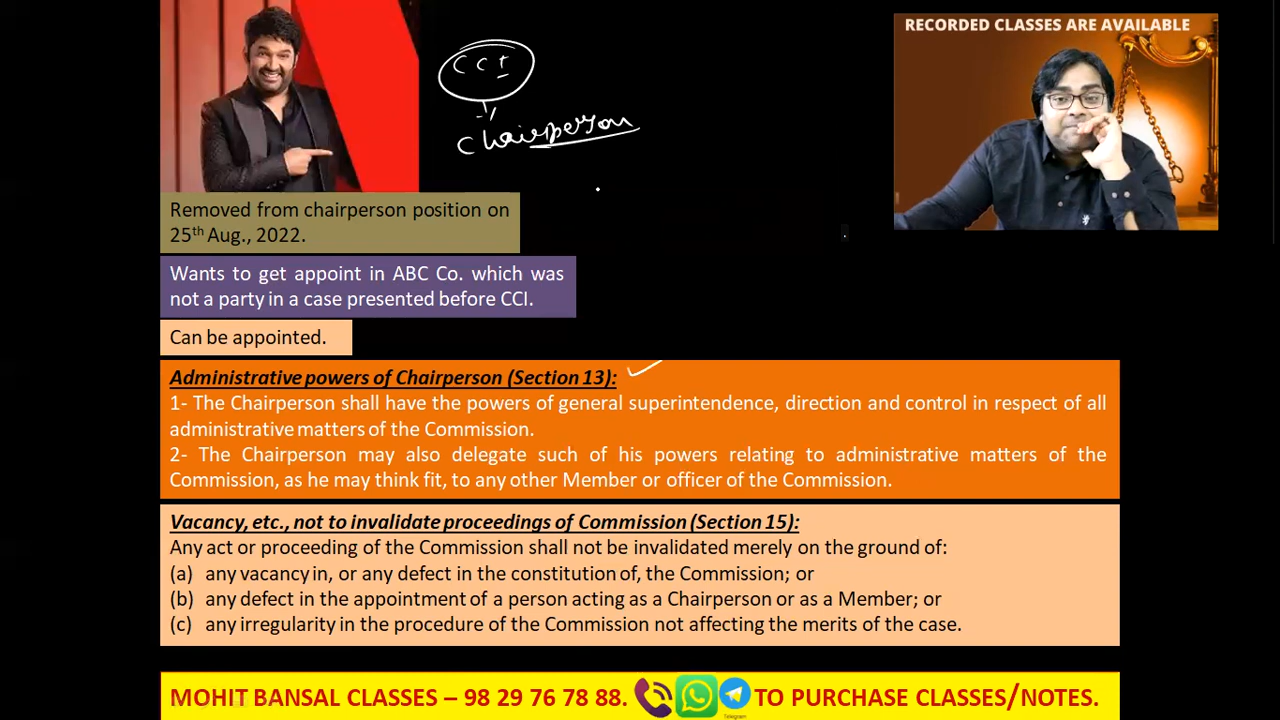 RECORDED CLASSES ARE AVAILABLE
CCI
Chairperson
Removed from chairperson position on
25th Aug., 2022.
Wants to get appoint in ABC Co. which was
not a party in a case presented before CCI.
Can be appointed.
Administrative powers of Chairperson (Section 13):
1- The Chairperson shall have the powers of general superintendence, direction and control in respect of all
administrative matters of the Commission.
2- The Chairperson may also delegate such of his powers relating to administrative matters of the
Commission, as he may think fit, to any other Member or officer of the Commission.
Vacancy, etc., not to invalidate proceedings of Commission (Section 15):
Any act or proceeding of the Commission shall not be invalidated merely on the ground of:
(a) any vacancy in, or any defect in the constitution of, the Commission; or
(b) any defect in the appointment of a person acting as a Chairperson or as a Member; or
(c) any irregularity in the procedure of the Commission not affecting the merits of the case.
MOHIT BANSAL CLASSES – 98 29 76 78 88. TO PURCHASE CLASSES/NOTES.
Telegram